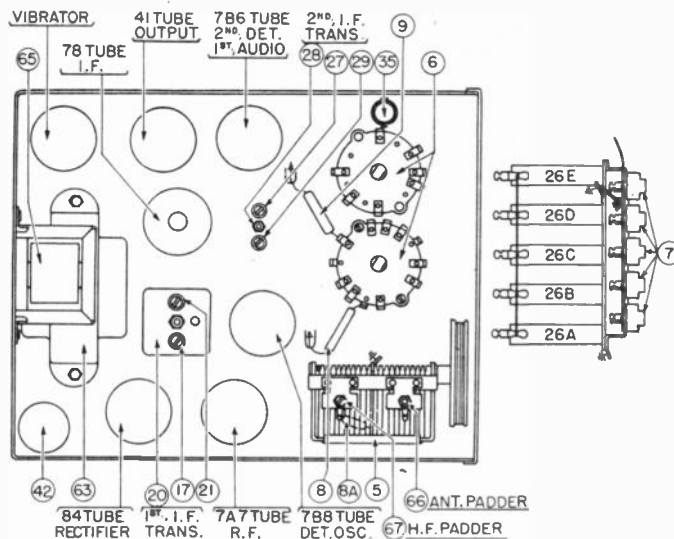 VIBRATOR
41 TUBE
OUTPUT
7B6 TUBE
2ND. DET.
1ST. AUDIO
2ND. I.F.
TRANS.
78 TUBE
I.F.
65
28
27
29
35
9
6
26E
26D
26C
26B
26A
7
42
63
20
17
21
8
8A
5
66 ANT. PADDER
67 H.F. PADDER
84 TUBE
RECTIFIER
1ST. I.F.
TRANS.
7A7 TUBE
R.F.
7B8 TUBE
DET. OSC.